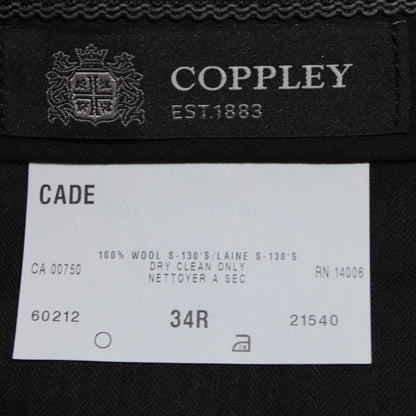 COPPLEY
EST.1883
CADE
100% WOOL S-130'S/LAINE S-130'S
CA 00750 DRY CLEAN ONLY RN 14006
NETTOYER A SEC
60212 34R 21540